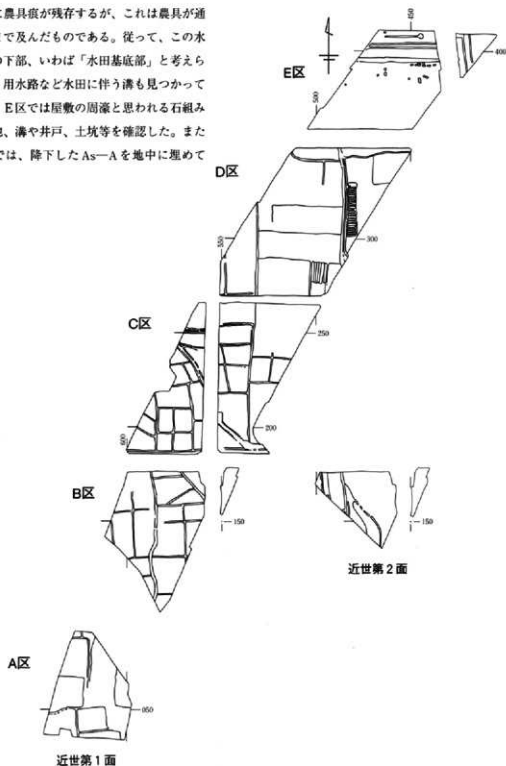 に農具痕が残存するが、これは農具が通
で及んだものである。従って、この水
の下部、いわば「水田基底部」と考えら
用水路など水田に伴う溝も見つかって
E区では屋敷の周濠と思われる石組み
、溝や井戸、土坑等を確認した。また
では、降下したAs—Aを地中に埋めて
E区
450
400
500
D区
550
300
C区
250
600
200
B区
150
150
近世第2面
A区
050
近世第1面